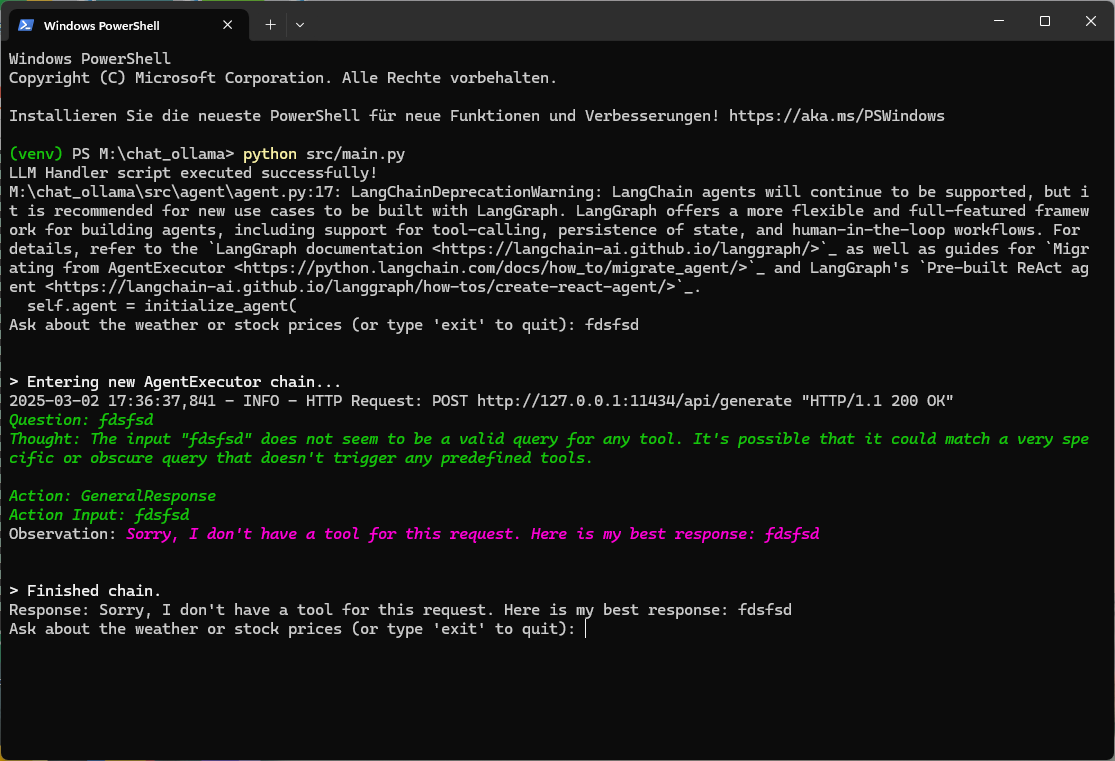 Windows PowerShell
Windows PowerShell
Copyright (C) Microsoft Corporation. Alle Rechte vorbehalten.
Installieren Sie die neueste PowerShell für neue Funktionen und Verbesserungen! https://aka.ms/PSWindows
(venv) PS M:\chat_ollama> python src/main.py
LLM Handler script executed successfully!
M:\chat_ollama\src\agent\agent.py:17: LangChainDeprecationWarning: LangChain agents will continue to be supported, but i
t is recommended for new use cases to be built with LangGraph. LangGraph offers a more flexible and full-featured framew
ork for building agents, including support for tool-calling, persistence of state, and human-in-the-loop workflows. For
details, refer to the `LangGraph documentation <https://langchain-ai.github.io/langgraph/>`_ as well as guides for `Migr
ating from AgentExecutor <https://python.langchain.com/docs/how_to/migrate_agent/>`_ and LangGraph's `Pre-built ReAct ag
ent <https://langchain-ai.github.io/langgraph/how-tos/create-react-agent/>`_.
  self.agent = initialize_agent(
Ask about the weather or stock prices (or type 'exit' to quit): fdsfsd
> Entering new AgentExecutor chain...
2025-03-02 17:36:37,841 - INFO - HTTP Request: POST http://127.0.0.1:11434/api/generate "HTTP/1.1 200 OK"
Question: fdsfsd
Thought: The input "fdsfsd" does not seem to be a valid query for any tool. It's possible that it could match a very spe
cific or obscure query that doesn't trigger any predefined tools.
Action: GeneralResponse
Action Input: fdsfsd
Observation: Sorry, I don't have a tool for this request. Here is my best response: fdsfsd
> Finished chain.
Response: Sorry, I don't have a tool for this request. Here is my best response: fdsfsd
Ask about the weather or stock prices (or type 'exit' to quit):